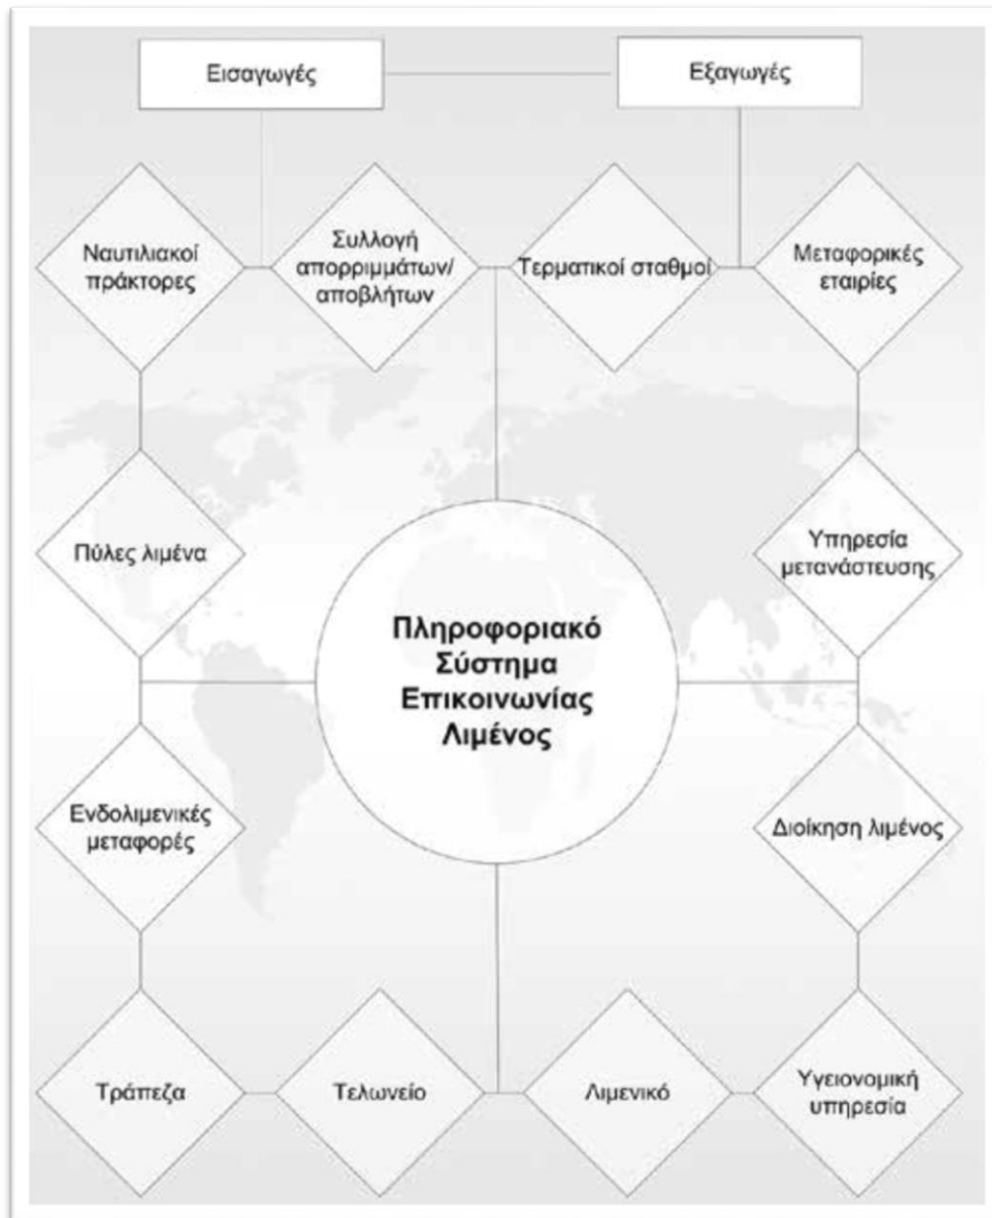 Εισαγωγές
Εξαγωγές
Ναυτιλιακοί
πράκτορες
Συλλογή
απορριμμάτων/
αποβλήτων
Τερματικοί σταθμοί
Μεταφορικές
εταιρίες
Πύλες λιμένα
Υπηρεσία
μετανάστευσης
Πληροφοριακό
Σύστημα
Επικοινωνίας
Λιμένος
Ενδολιμενικές
μεταφορές
Διοίκηση λιμένος
Τράπεζα
Τελωνείο
Λιμενικό
Υγειονομική
υπηρεσία